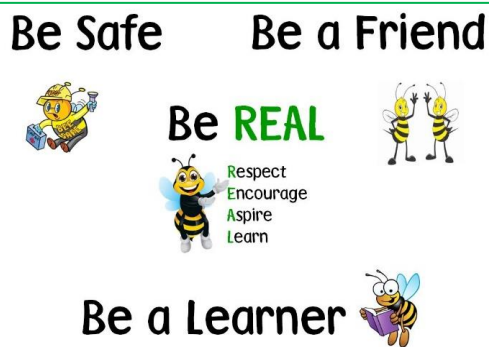 Be Safe
Be a Friend
Be REAL
Respect
Encourage
Aspire
Learn
Be a Learner